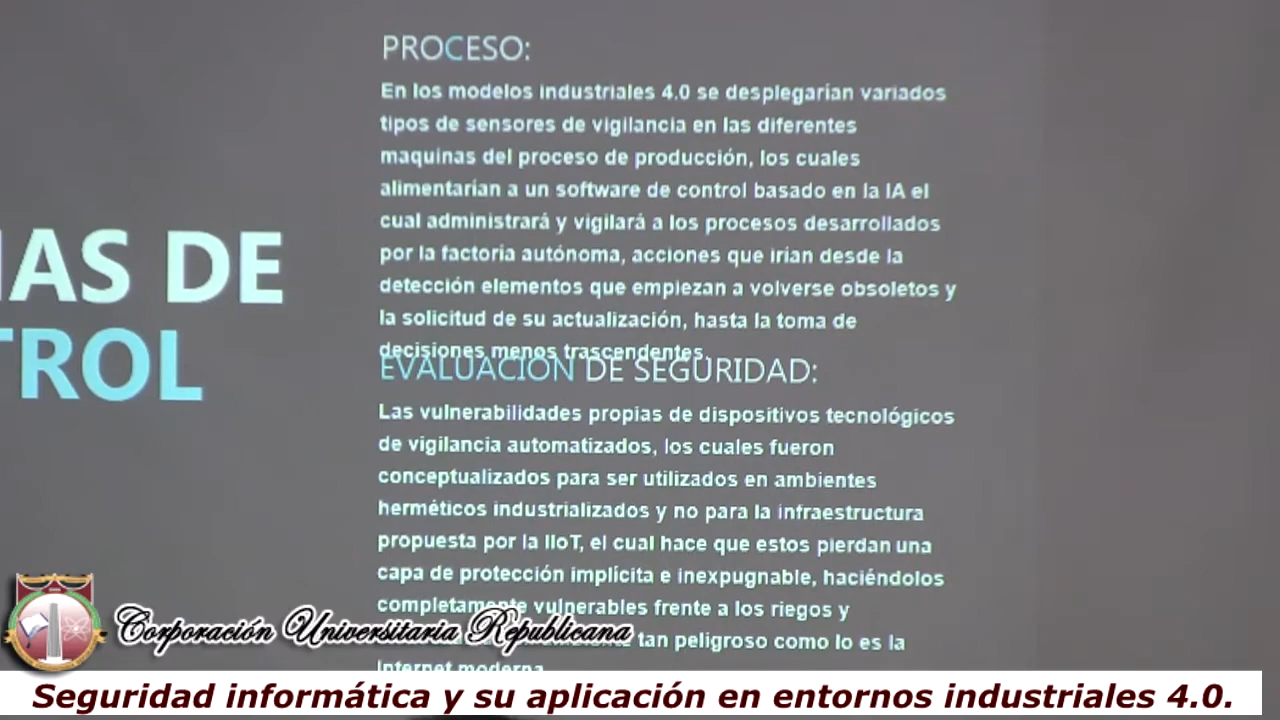 PROCESO:
En los modelos industriales 4.0 se desplegarían variados
tipos de sensores de vigilancia en las diferentes
maquinas del proceso de producción, los cuales
alimentarían a un software de control basado en la IA el
cual administrará y vigilará a los procesos desarrollados
por la factoría autónoma, acciones que irían desde la
detección elementos que empiezan a volverse obsoletos y
la solicitud de su actualización, hasta la toma de
decisiones menos trascendentes.
MAS DE
TROL
EVALUACIÓN DE SEGURIDAD:
Las vulnerabilidades propias de dispositivos tecnológicos
de vigilancia automatizados, los cuales fueron
conceptualizados para ser utilizados en ambientes
herméticos industrializados y no para la infraestructura
propuesta por la IIoT, el cual hace que estos pierdan una
capa de protección implícita e inexpugnable, haciéndolos
completamente vulnerables frente a los riegos y
tan peligroso como lo es la
Internet moderna
Corporación Universitaria Republicana
Seguridad informática y su aplicación en entornos industriales 4.0.